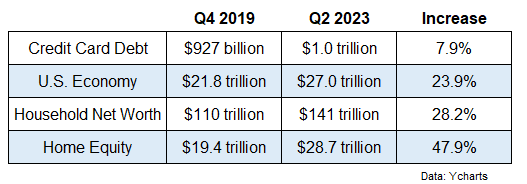 Q4 2019 Q2 2023 Increase
Credit Card Debt $927 billion $1.0 trillion 7.9%
U.S. Economy $21.8 trillion $27.0 trillion 23.9%
Household Net Worth $110 trillion $141 trillion 28.2%
Home Equity $19.4 trillion $28.7 trillion 47.9%
Data: Ycharts